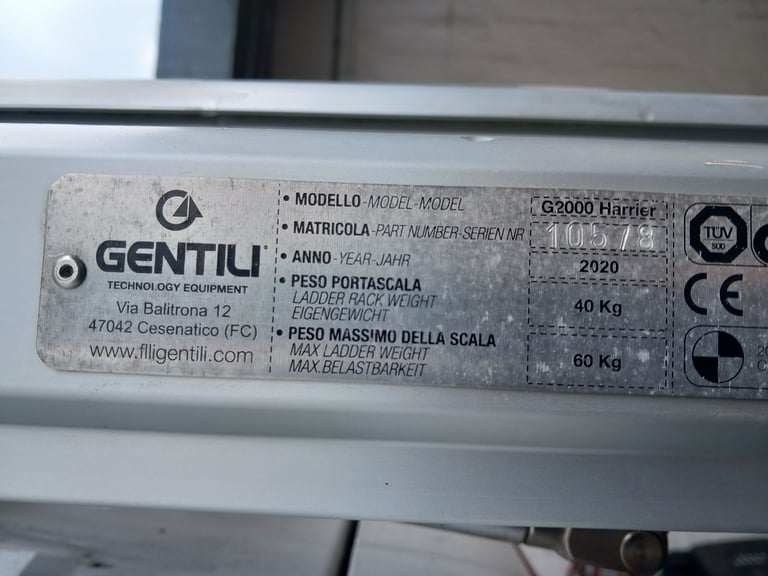 GENTILI
TECHNOLOGY EQUIPMENT
Via Balitrona 12
47042 Cesenatico (FC)
www.flligentili.com
• MODELLO-MODEL-MODEL G2000 Harrier
• MATRICOLA-PART NUMBER-SERIEN NR 10578
• ANNO-YEAR-JAHR 2020
• PESO PORTASCALA
LADDER RACK WEIGHT 40 Kg
EIGENGEWICHT
• PESO MASSIMO DELLA SCALA
MAX LADDER WEIGHT 60 Kg
MAX.BELASTBARKEIT
TÜV
SÜD
CE